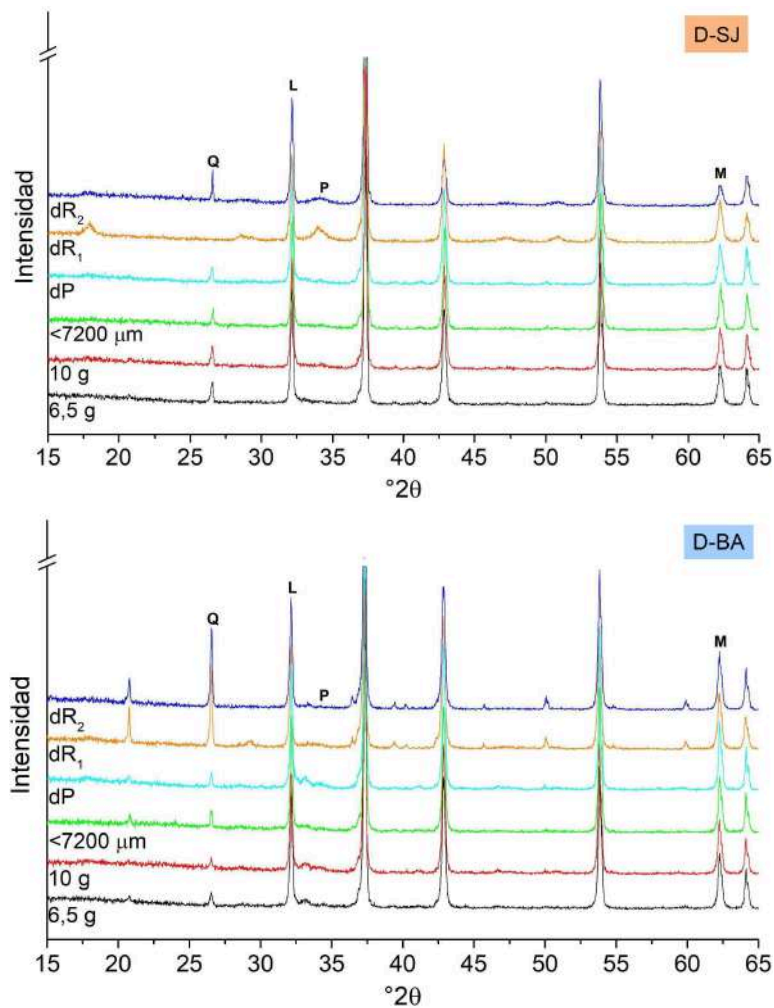 D-SJ
L
Q
P
M
Intensidad
dR₂
dR₁
dP
<7200 μm
10 g
6,5 g
15 20 25 30 35 40 45 50 55 60 65
°2θ
D-BA
L
Q
P
M
Intensidad
dR₂
dR₁
dP
<7200 μm
10 g
6,5 g
15 20 25 30 35 40 45 50 55 60 65
°2θ